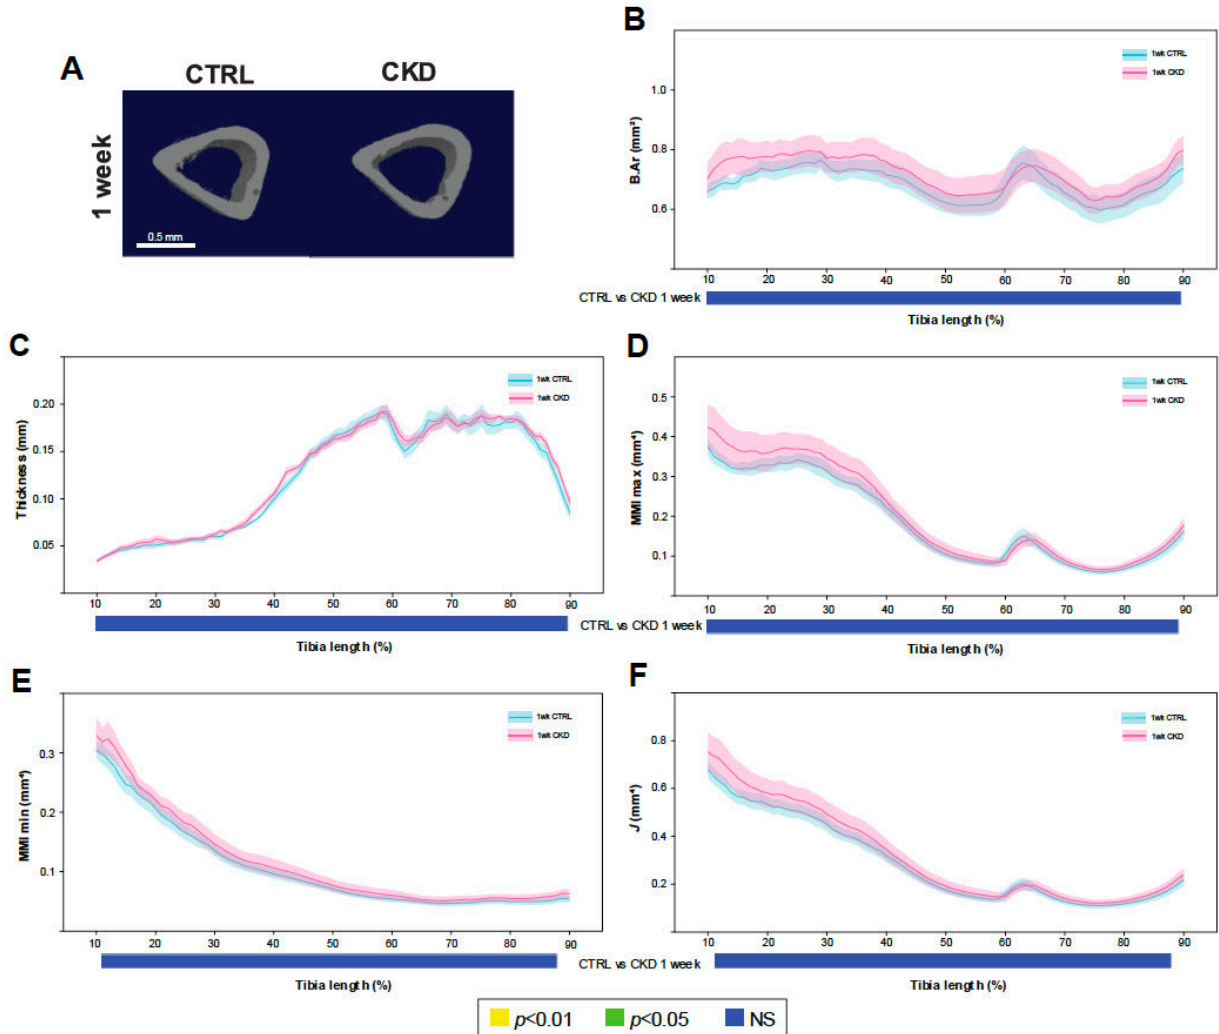 A
CTRL
CKD
1 week
0.5 mm
B
1wk CTRL
1wk CKD
B.Ar (mm²)
1.0
0.8
0.6
10 20 30 40 50 60 70 80 90
CTRL vs CKD 1 week
Tibia length (%)
C
1wk CTRL
1wk CKD
Thickness (mm)
0.20
0.15
0.10
0.05
10 20 30 40 50 60 70 80 90
CTRL vs CKD 1 week
Tibia length (%)
D
1wk CTRL
1wk CKD
MMI max (mm⁴)
0.5
0.4
0.3
0.2
0.1
10 20 30 40 50 60 70 80 90
Tibia length (%)
E
1wk CTRL
1wk CKD
MMI min (mm⁴)
0.3
0.2
0.1
10 20 30 40 50 60 70 80 90
CTRL vs CKD 1 week
Tibia length (%)
F
1wk CTRL
1wk CKD
J (mm⁴)
0.8
0.6
0.4
0.2
10 20 30 40 50 60 70 80 90
Tibia length (%)
p<0.01 p<0.05 NS